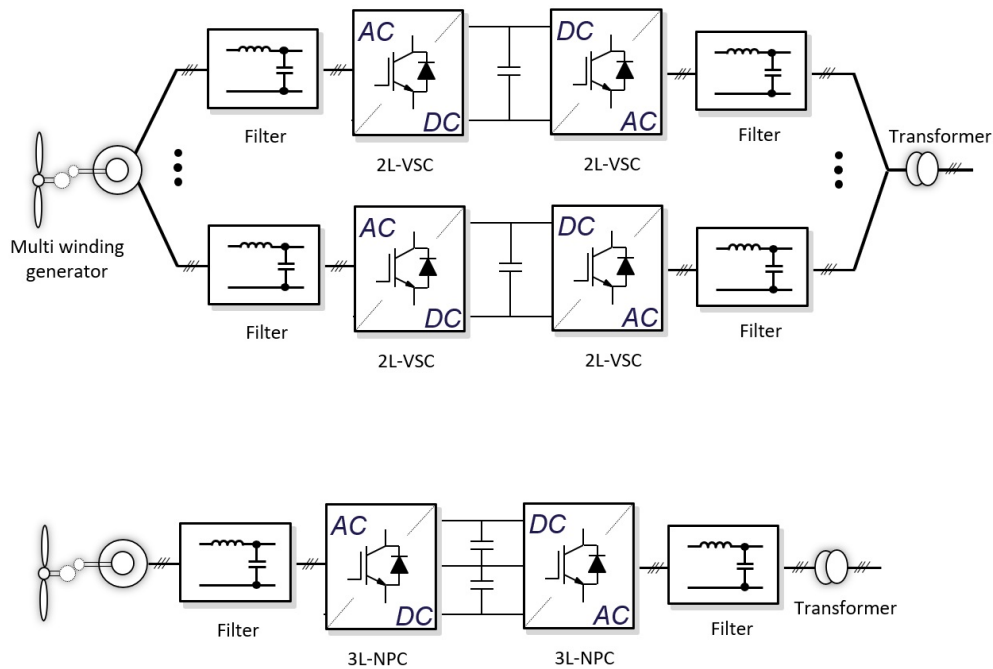 AC
DC
DC
AC
Filter
2L-VSC
2L-VSC
Filter
Transformer
Multi winding
generator
AC
DC
DC
AC
Filter
2L-VSC
2L-VSC
Filter
AC
DC
DC
AC
Filter
3L-NPC
3L-NPC
Filter
Transformer